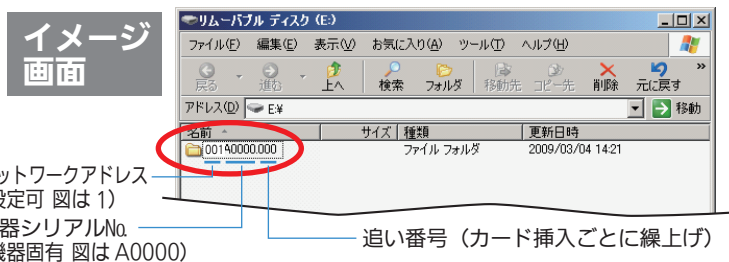 イメージ
画面
リムーバブル ディスク (E:)
ファイル(F) 編集(E) 表示(V) お気に入り(A) ツール(T) ヘルプ(H)
戻る 進む 上へ 検索 フォルダ 移動先 コピー先 削除 元に戻す »
アドレス(D) E:¥ 移動
名前 サイズ 種類 更新日時
001A0000.000 ファイル フォルダ 2009/03/04 14:21
ットワークアドレス
設定可 図は 1)
器シリアル№
機器固有 図は A0000)
追い番号（カード挿入ごとに繰上げ）